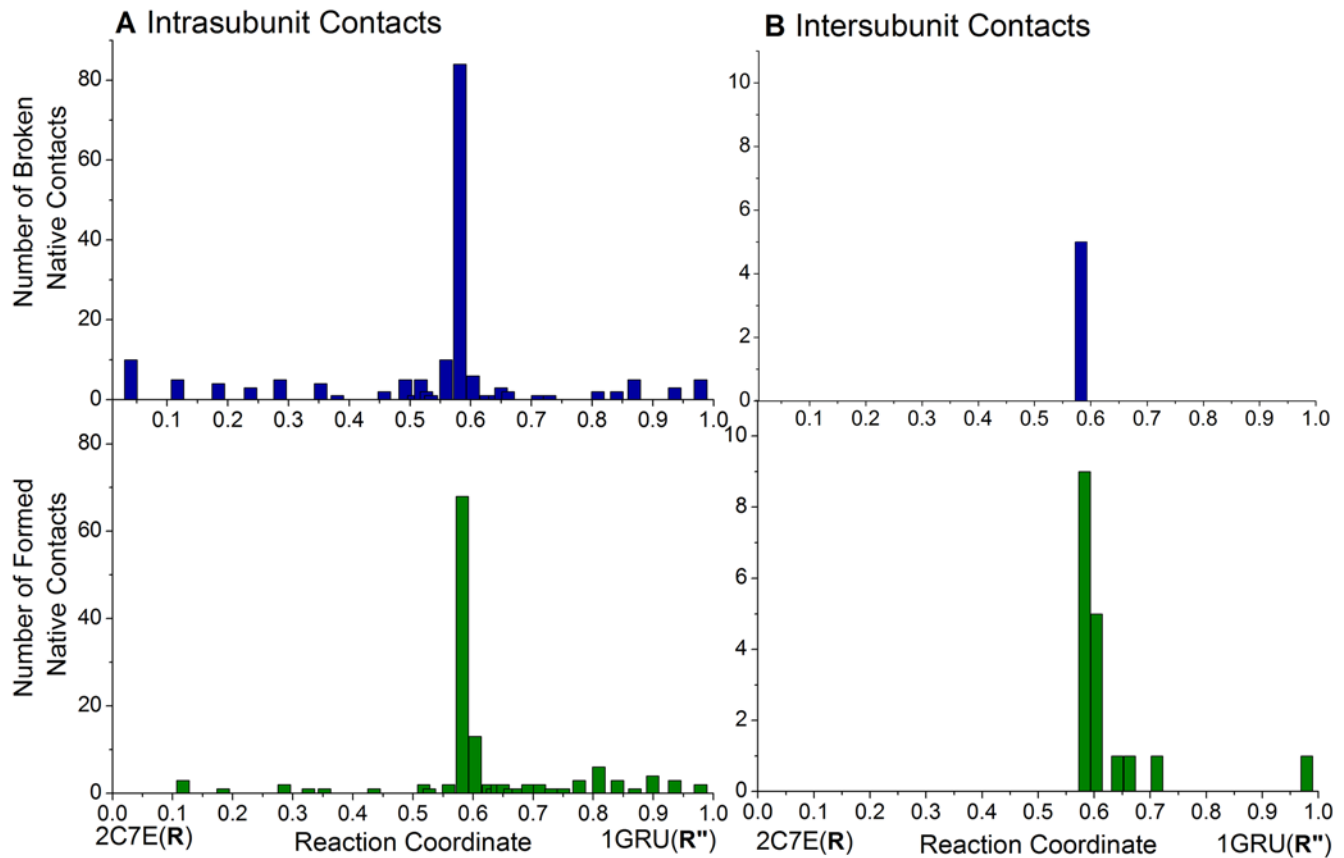 A Intrasubunit Contacts
Number of Broken
Native Contacts
80
60
40
20
0
0.1 0.2 0.3 0.4 0.5 0.6 0.7 0.8 0.9 1.0
Number of Formed
Native Contacts
80
60
40
20
0
0.0 0.1 0.2 0.3 0.4 0.5 0.6 0.7 0.8 0.9 1.0
2C7E(R) Reaction Coordinate 1GRU(R")
B Intersubunit Contacts
10
8
6
4
2
0
0.1 0.2 0.3 0.4 0.5 0.6 0.7 0.8 0.9 1.0
10
8
6
4
2
0
0.0 0.1 0.2 0.3 0.4 0.5 0.6 0.7 0.8 0.9 1.0
2C7E(R) Reaction Coordinate 1GRU(R")